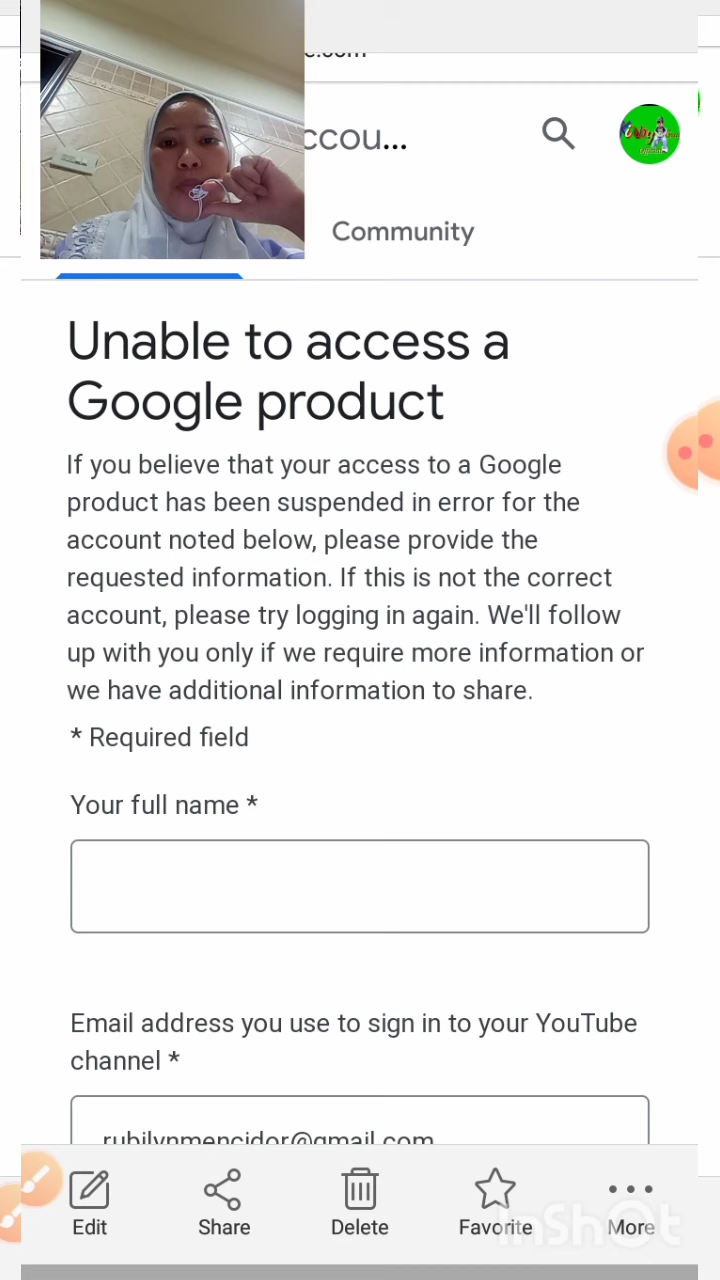 ccou...
Community
Unable to access a
Google product
If you believe that your access to a Google
product has been suspended in error for the
account noted below, please provide the
requested information. If this is not the correct
account, please try logging in again. We'll follow
up with you only if we require more information or
we have additional information to share.
* Required field
Your full name *
Email address you use to sign in to your YouTube
channel *
rubilynmencidor@gmail.com
Edit
Share
Delete
Favorite
More
InShOt